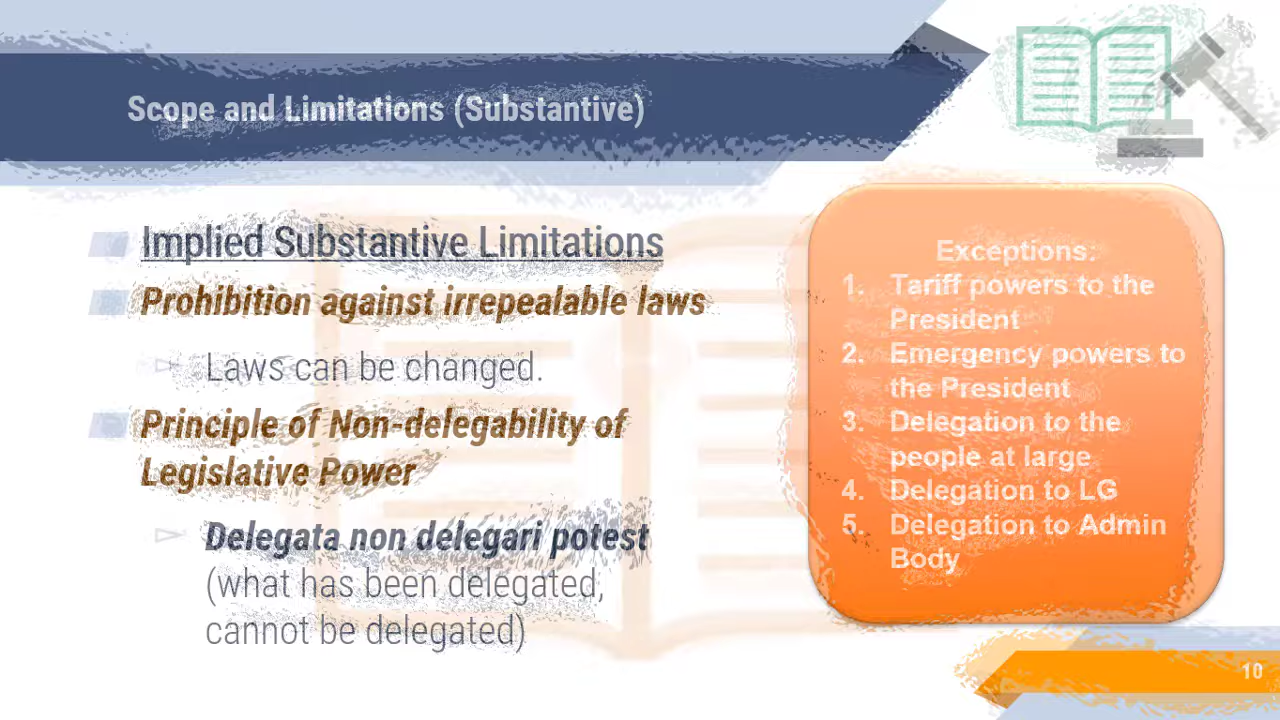 Scope and Limitations (Substantive)
Implied Substantive Limitations
Prohibition against irrepealable laws
Laws can be changed.
Principle of Non-delegability of
Legislative Power
Delegata non delegari potest
(what has been delegated,
cannot be delegated)
Exceptions:
1. Tariff powers to the
President
2. Emergency powers to
the President
3. Delegation to the
people at large
4. Delegation to LG
5. Delegation to Admin
Body
10